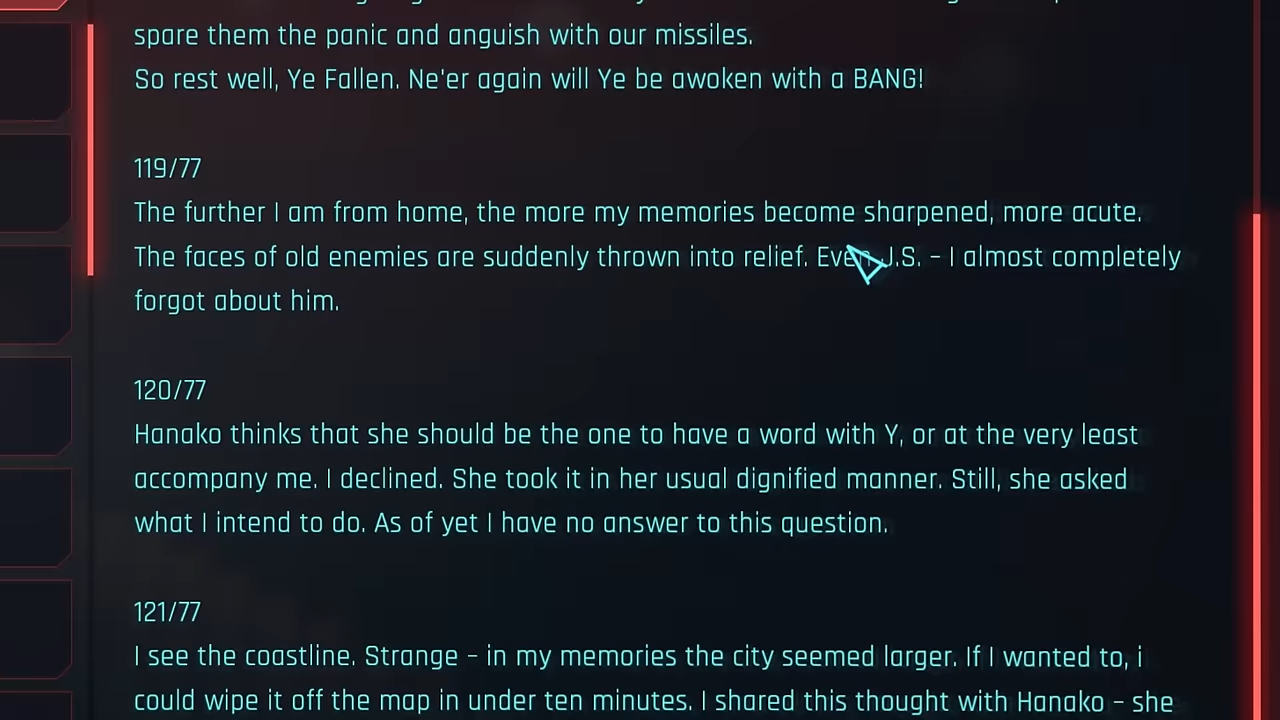 spare them the panic and anguish with our missiles.
So rest well, Ye Fallen. Ne'er again will Ye be awoken with a BANG!
119/77
The further I am from home, the more my memories become sharpened, more acute.
The faces of old enemies are suddenly thrown into relief. Even J.S. – I almost completely
forgot about him.
120/77
Hanako thinks that she should be the one to have a word with Y, or at the very least
accompany me. I declined. She took it in her usual dignified manner. Still, she asked
what I intend to do. As of yet I have no answer to this question.
121/77
I see the coastline. Strange – in my memories the city seemed larger. If I wanted to, i
could wipe it off the map in under ten minutes. I shared this thought with Hanako – she